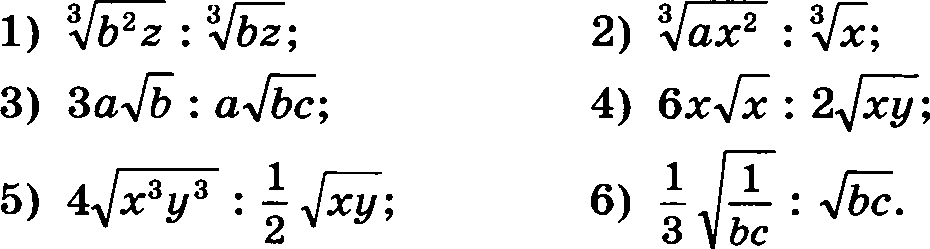 1) ∛(b²z) : ∛(bz); 2) ∛(ax²) : ∛x;
3) 3a√b : a√(bc); 4) 6x√x : 2√(xy);
5) 4√(x³y³) : 1/2 √(xy); 6) 1/3 √(1/(bc)) : √(bc).